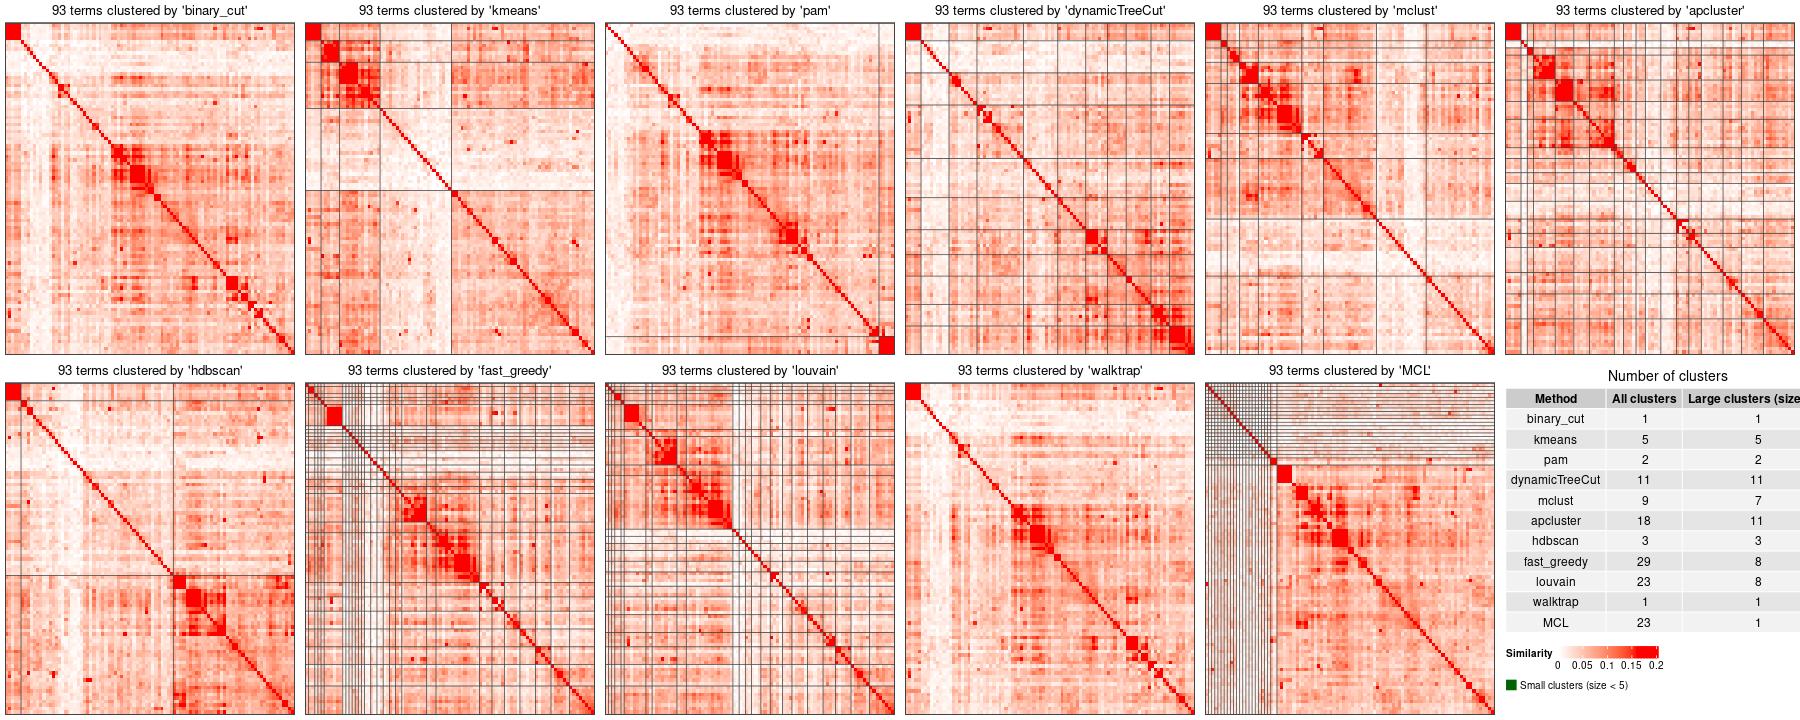 93 terms clustered by 'binary_cut'
93 terms clustered by 'kmeans'
93 terms clustered by 'pam'
93 terms clustered by 'dynamicTreeCut'
93 terms clustered by 'mclust'
93 terms clustered by 'apcluster'
93 terms clustered by 'hdbscan'
93 terms clustered by 'fast_greedy'
93 terms clustered by 'louvain'
93 terms clustered by 'walktrap'
93 terms clustered by 'MCL'
Number of clusters
Method All clusters Large clusters (size
binary_cut 1 1
kmeans 5 5
pam 2 2
dynamicTreeCut 11 11
mclust 9 7
apcluster 18 11
hdbscan 3 3
fast_greedy 29 8
louvain 23 8
walktrap 1 1
MCL 23 1
Similarity
0 0.05 0.1 0.15 0.2
Small clusters (size < 5)